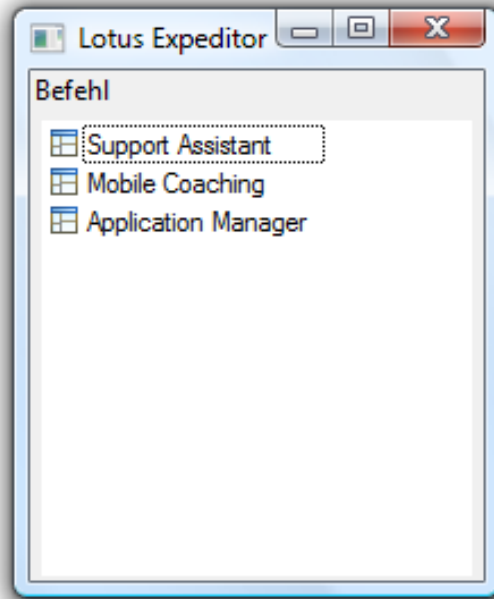 Lotus Expeditor
Befehl
Support Assistant
Mobile Coaching
Application Manager